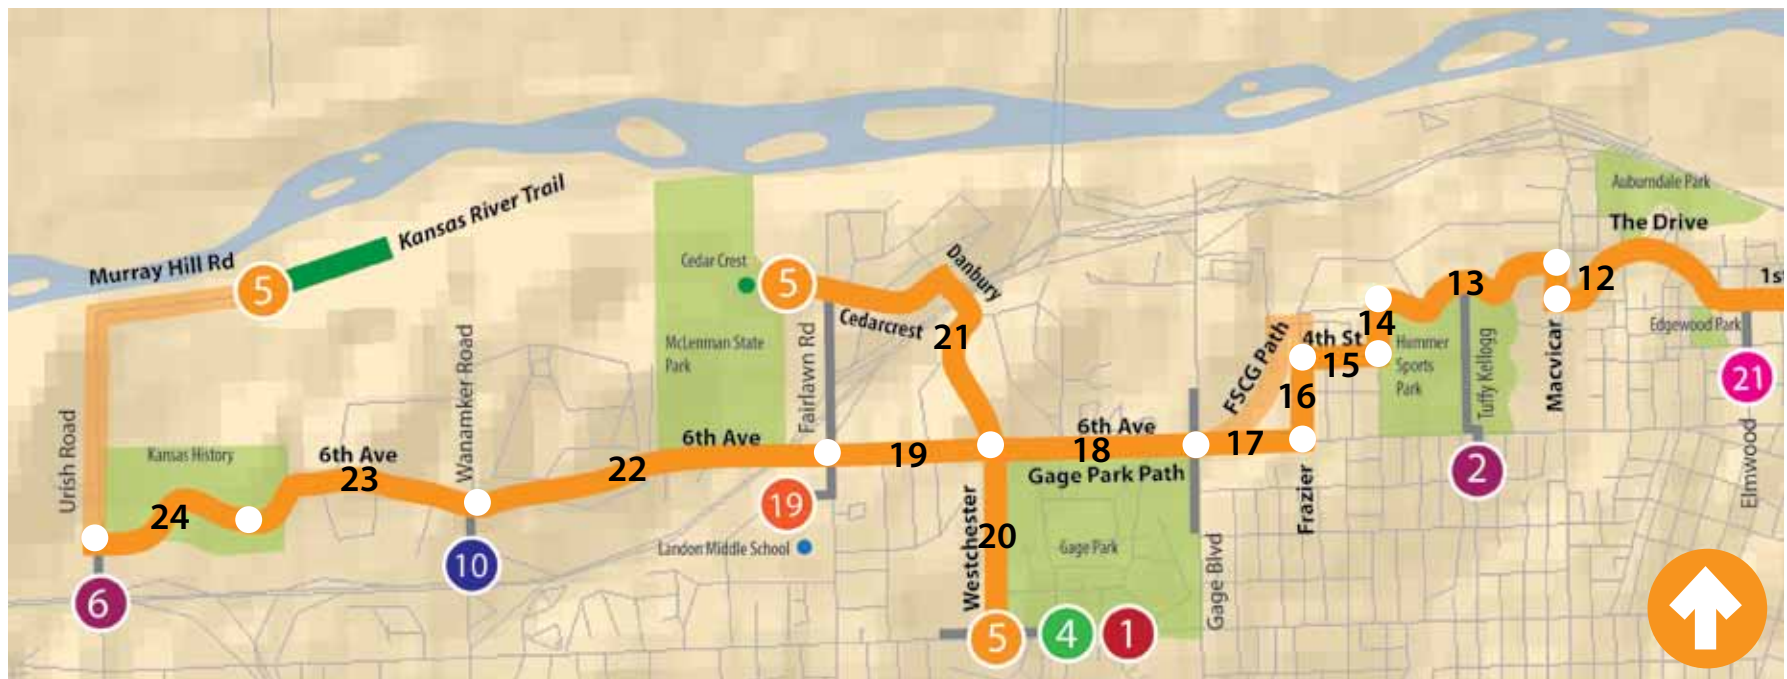 Auburndale Park
Kansas River Trail
The Drive
Murray Hill Rd
Cedar Crest
Danbury
1s
5
5
13
12
Cedarcrest
14
Edgewood Park
21
4th St
McLennan State
Park
Fairlawn Rd
FSCG Path
15
Hummer
Sports
Park
Tuffy Kellogg
Macvicar
21
Wanamker Road
16
6th Ave
6th Ave
17
18
19
Kansas History
6th Ave
Urish Road
23
22
Gage Park Path
2
Elmwood
Frazier
24
19
Westchester
20
Landon Middle School
Gage Park
Gage Blvd
10
6
5
4
1